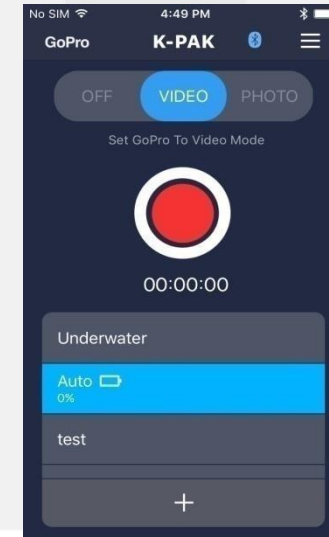 No SIM 4:49 PM
GoPro K-PAK
OFF VIDEO PHOTO
Set GoPro To Video Mode
00:00:00
Underwater
Auto
0%
test
+